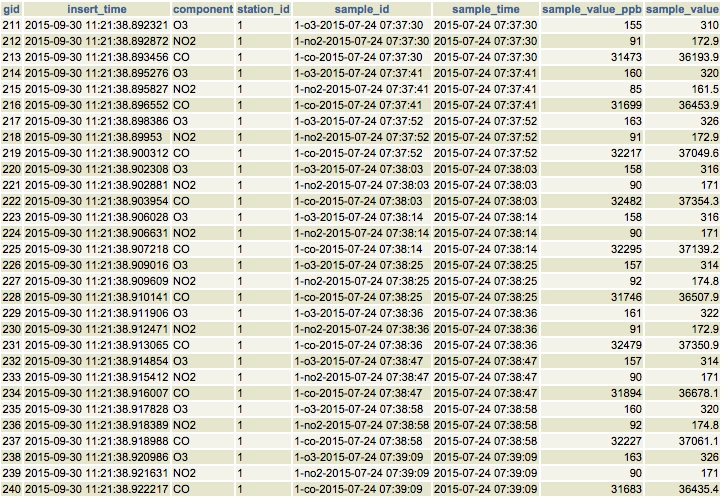 gid insert_time component station_id sample_id sample_time sample_value_ppb sample_value
211 2015-09-30 11:21:38.892321 O3 1 1-o3-2015-07-24 07:37:30 2015-07-24 07:37:30 155 310
212 2015-09-30 11:21:38.892872 NO2 1 1-no2-2015-07-24 07:37:30 2015-07-24 07:37:30 91 172.9
213 2015-09-30 11:21:38.893456 CO 1 1-co-2015-07-24 07:37:30 2015-07-24 07:37:30 31473 36193.9
214 2015-09-30 11:21:38.895276 O3 1 1-o3-2015-07-24 07:37:41 2015-07-24 07:37:41 160 320
215 2015-09-30 11:21:38.895827 NO2 1 1-no2-2015-07-24 07:37:41 2015-07-24 07:37:41 85 161.5
216 2015-09-30 11:21:38.896552 CO 1 1-co-2015-07-24 07:37:41 2015-07-24 07:37:41 31699 36453.9
217 2015-09-30 11:21:38.898386 O3 1 1-o3-2015-07-24 07:37:52 2015-07-24 07:37:52 163 326
218 2015-09-30 11:21:38.89953 NO2 1 1-no2-2015-07-24 07:37:52 2015-07-24 07:37:52 91 172.9
219 2015-09-30 11:21:38.900312 CO 1 1-co-2015-07-24 07:37:52 2015-07-24 07:37:52 32217 37049.6
220 2015-09-30 11:21:38.902308 O3 1 1-o3-2015-07-24 07:38:03 2015-07-24 07:38:03 158 316
221 2015-09-30 11:21:38.902881 NO2 1 1-no2-2015-07-24 07:38:03 2015-07-24 07:38:03 90 171
222 2015-09-30 11:21:38.903954 CO 1 1-co-2015-07-24 07:38:03 2015-07-24 07:38:03 32482 37354.3
223 2015-09-30 11:21:38.906028 O3 1 1-o3-2015-07-24 07:38:14 2015-07-24 07:38:14 158 316
224 2015-09-30 11:21:38.906631 NO2 1 1-no2-2015-07-24 07:38:14 2015-07-24 07:38:14 90 171
225 2015-09-30 11:21:38.907218 CO 1 1-co-2015-07-24 07:38:14 2015-07-24 07:38:14 32295 37139.2
226 2015-09-30 11:21:38.909016 O3 1 1-o3-2015-07-24 07:38:25 2015-07-24 07:38:25 157 314
227 2015-09-30 11:21:38.909609 NO2 1 1-no2-2015-07-24 07:38:25 2015-07-24 07:38:25 92 174.8
228 2015-09-30 11:21:38.910141 CO 1 1-co-2015-07-24 07:38:25 2015-07-24 07:38:25 31746 36507.9
229 2015-09-30 11:21:38.911906 O3 1 1-o3-2015-07-24 07:38:36 2015-07-24 07:38:36 161 322
230 2015-09-30 11:21:38.912471 NO2 1 1-no2-2015-07-24 07:38:36 2015-07-24 07:38:36 91 172.9
231 2015-09-30 11:21:38.913065 CO 1 1-co-2015-07-24 07:38:36 2015-07-24 07:38:36 32479 37350.9
232 2015-09-30 11:21:38.914854 O3 1 1-o3-2015-07-24 07:38:47 2015-07-24 07:38:47 157 314
233 2015-09-30 11:21:38.915412 NO2 1 1-no2-2015-07-24 07:38:47 2015-07-24 07:38:47 90 171
234 2015-09-30 11:21:38.916007 CO 1 1-co-2015-07-24 07:38:47 2015-07-24 07:38:47 31894 36678.1
235 2015-09-30 11:21:38.917828 O3 1 1-o3-2015-07-24 07:38:58 2015-07-24 07:38:58 160 320
236 2015-09-30 11:21:38.918389 NO2 1 1-no2-2015-07-24 07:38:58 2015-07-24 07:38:58 92 174.8
237 2015-09-30 11:21:38.918988 CO 1 1-co-2015-07-24 07:38:58 2015-07-24 07:38:58 32227 37061.1
238 2015-09-30 11:21:38.920986 O3 1 1-o3-2015-07-24 07:39:09 2015-07-24 07:39:09 163 326
239 2015-09-30 11:21:38.921631 NO2 1 1-no2-2015-07-24 07:39:09 2015-07-24 07:39:09 90 171
240 2015-09-30 11:21:38.922217 CO 1 1-co-2015-07-24 07:39:09 2015-07-24 07:39:09 31683 36435.4